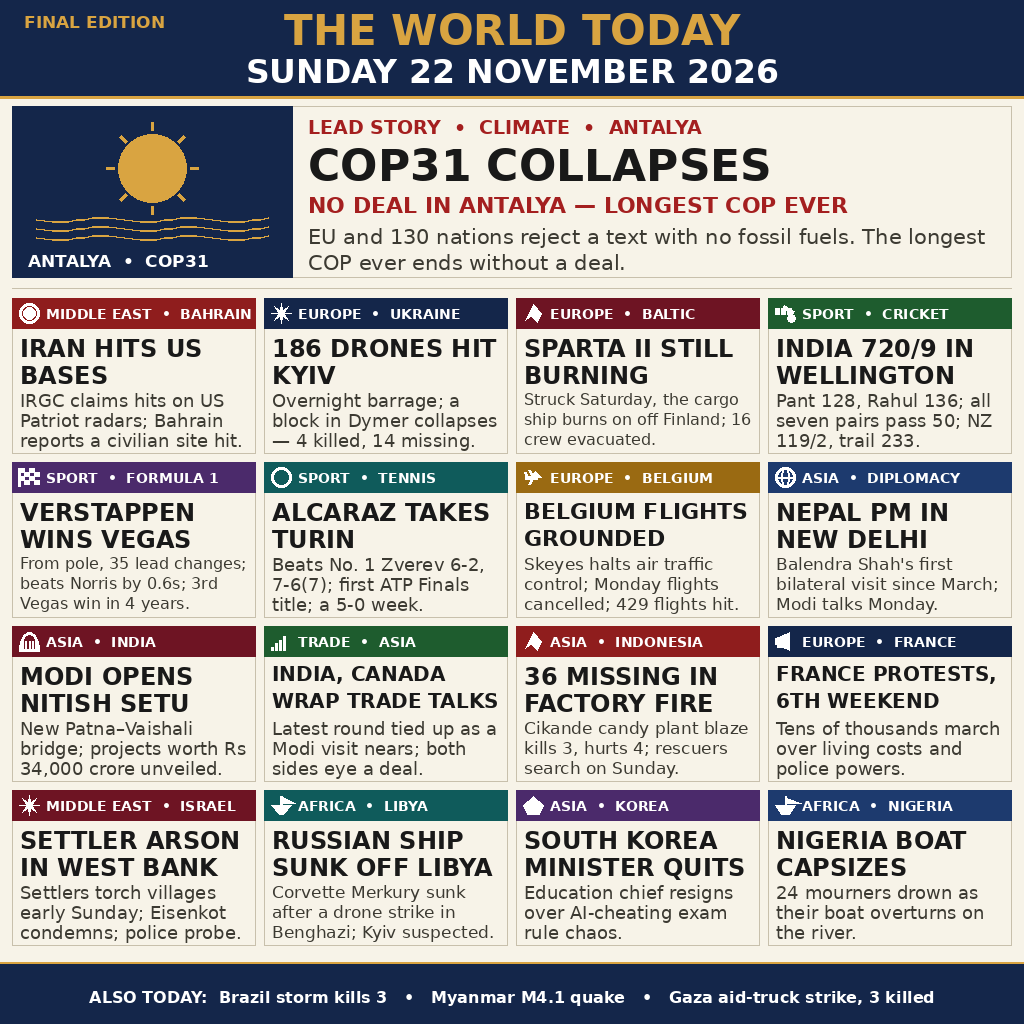 FINAL EDITION
THE WORLD TODAY
SUNDAY 22 NOVEMBER 2026
ANTALYA • COP31
LEAD STORY • CLIMATE • ANTALYA
COP31 COLLAPSES
NO DEAL IN ANTALYA — LONGEST COP EVER
EU and 130 nations reject a text with no fossil fuels. The longest
COP ever ends without a deal.
MIDDLE EAST • BAHRAIN
IRAN HITS US
BASES
IRGC claims hits on US
Patriot radars; Bahrain
reports a civilian site hit.
EUROPE • UKRAINE
186 DRONES HIT
KYIV
Overnight barrage; a
block in Dymer collapses
— 4 killed, 14 missing.
EUROPE • BALTIC
SPARTA II STILL
BURNING
Struck Saturday, the cargo
ship burns on off Finland; 16
crew evacuated.
SPORT • CRICKET
INDIA 720/9 IN
WELLINGTON
Pant 128, Rahul 136; all
seven pairs pass 50; NZ
119/2, trail 233.
SPORT • FORMULA 1
VERSTAPPEN
WINS VEGAS
From pole, 35 lead changes;
beats Norris by 0.6s; 3rd
Vegas win in 4 years.
SPORT • TENNIS
ALCARAZ TAKES
TURIN
Beats No. 1 Zverev 6-2,
7-6(7); first ATP Finals
title; a 5-0 week.
EUROPE • BELGIUM
BELGIUM FLIGHTS
GROUNDED
Skeyes halts air traffic
control; Monday flights
cancelled; 429 flights hit.
ASIA • DIPLOMACY
NEPAL PM IN
NEW DELHI
Balendra Shah's first
bilateral visit since March;
Modi talks Monday.
ASIA • INDIA
MODI OPENS
NITISH SETU
New Patna–Vaishali
bridge; projects worth Rs
34,000 crore unveiled.
TRADE • ASIA
INDIA, CANADA
WRAP TRADE TALKS
Latest round tied up as a
Modi visit nears; both
sides eye a deal.
ASIA • INDONESIA
36 MISSING IN
FACTORY FIRE
Cikande candy plant blaze
kills 3, hurts 4; rescuers
search on Sunday.
EUROPE • FRANCE
FRANCE PROTESTS,
6TH WEEKEND
Tens of thousands march
over living costs and
police powers.
MIDDLE EAST • ISRAEL
SETTLER ARSON
IN WEST BANK
Settlers torch villages
early Sunday; Eisenkot
condemns; police probe.
AFRICA • LIBYA
RUSSIAN SHIP
SUNK OFF LIBYA
Corvette Merkury sunk
after a drone strike in
Benghazi; Kyiv suspected.
ASIA • KOREA
SOUTH KOREA
MINISTER QUITS
Education chief resigns
over AI-cheating exam
rule chaos.
AFRICA • NIGERIA
NIGERIA BOAT
CAPSIZES
24 mourners drown as
their boat overturns on
the river.
ALSO TODAY: Brazil storm kills 3 • Myanmar M4.1 quake • Gaza aid-truck strike, 3 killed